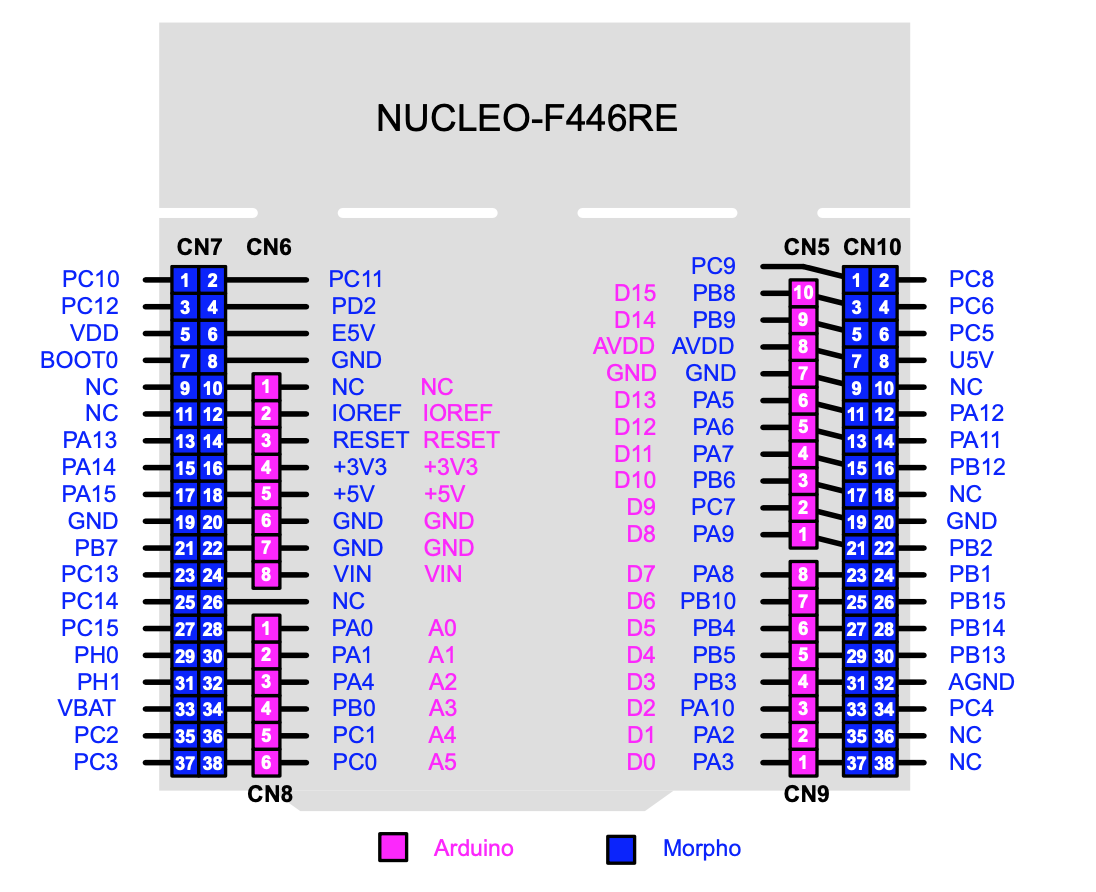 NUCLEO-F446RE
CN7 CN6 CN5 CN10
PC9
PC10 1 2 PC11 1 2 PC8
D15 PB8 10
PC12 3 4 PD2 3 4 PC6
D14 PB9 9
VDD 5 6 E5V 5 6 PC5
AVDD AVDD 8
BOOT0 7 8 GND 7 8 U5V
GND GND 7
NC 9 10 1 NC NC 9 10 NC
D13 PA5 6
NC 11 12 2 IOREF IOREF 11 12 PA12
D12 PA6 5
PA13 13 14 3 RESET RESET 13 14 PA11
D11 PA7 4
PA14 15 16 4 +3V3 +3V3 15 16 PB12
D10 PB6 3
PA15 17 18 5 +5V +5V 17 18 NC
D9 PC7 2
GND 19 20 6 GND GND 19 20 GND
D8 PA9 1
PB7 21 22 7 GND GND 21 22 PB2
PC13 23 24 8 VIN VIN D7 PA8 8 23 24 PB1
PC14 25 26 NC D6 PB10 7 25 26 PB15
PC15 27 28 1 PA0 A0 D5 PB4 6 27 28 PB14
PH0 29 30 2 PA1 A1 D4 PB5 5 29 30 PB13
PH1 31 32 3 PA4 A2 D3 PB3 4 31 32 AGND
VBAT 33 34 4 PB0 A3 D2 PA10 3 33 34 PC4
PC2 35 36 5 PC1 A4 D1 PA2 2 35 36 NC
PC3 37 38 6 PC0 A5 D0 PA3 1 37 38 NC
CN8 CN9
Arduino Morpho